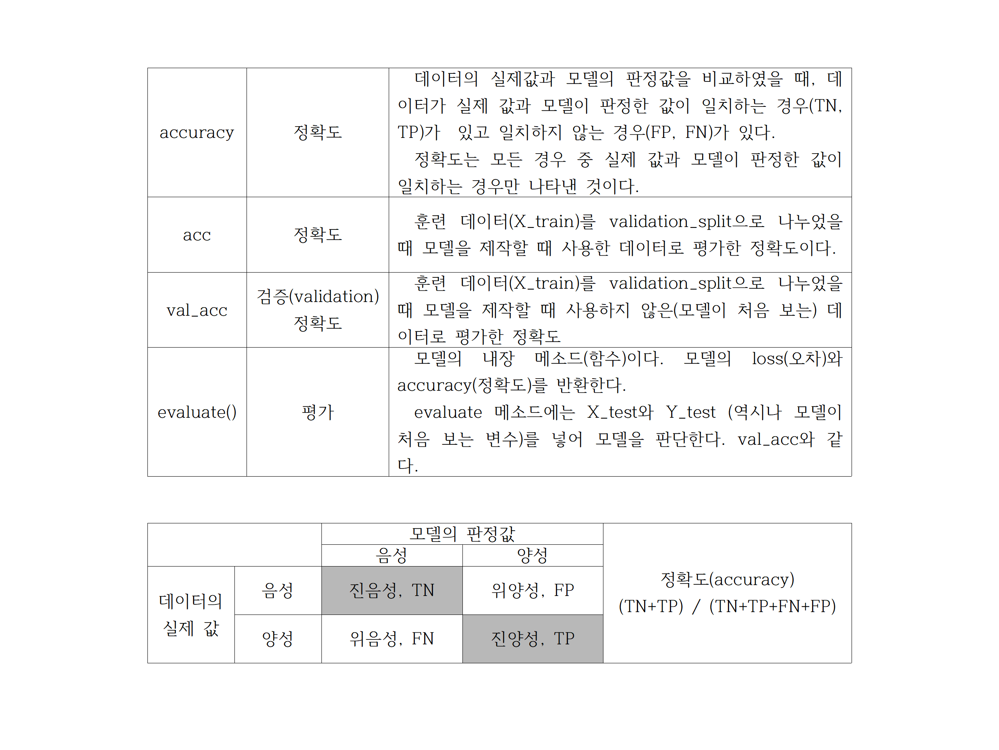 accuracy
정확도
데이터의 실제값과 모델의 판정값을 비교하였을 때, 데
이터가 실제 값과 모델이 판정한 값이 일치하는 경우(TN,
TP)가 있고 일치하지 않는 경우(FP, FN)가 있다.
정확도는 모든 경우 중 실제 값과 모델이 판정한 값이
일치하는 경우만 나타낸 것이다.
acc
정확도
훈련 데이터(X_train)를 validation_split으로 나누었을
때 모델을 제작할 때 사용한 데이터로 평가한 정확도이다.
val_acc
검증(validation)
정확도
훈련 데이터(X_train)를 validation_split으로 나누었을
때 모델을 제작할 때 사용하지 않은(모델이 처음 보는) 데
이터로 평가한 정확도
evaluate()
평가
모델의 내장 메소드(함수)이다. 모델의 loss(오차)와
accuracy(정확도)를 반환한다.
evaluate 메소드에는 X_test와 Y_test (역시나 모델이
처음 보는 변수)를 넣어 모델을 판단한다. val_acc와 같
다.
모델의 판정값
음성
양성
데이터의
실제 값
음성
진음성, TN
위양성, FP
양성
위음성, FN
진양성, TP
정확도(accuracy)
(TN+TP) / (TN+TP+FN+FP)